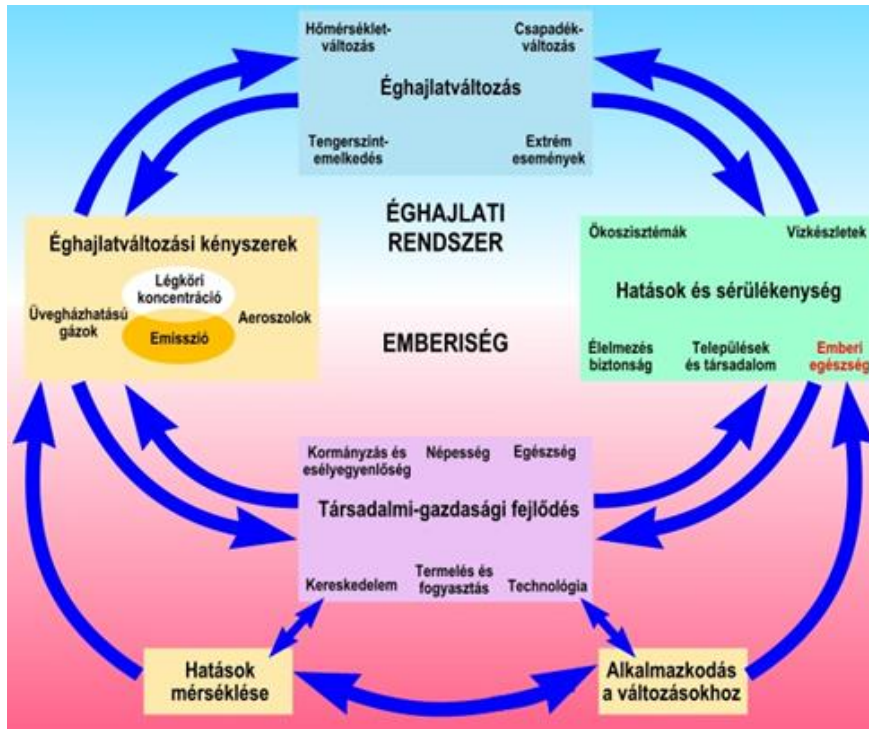 Hőmérséklet-
változás
Csapadék-
változás
Éghajlatváltozás
Tengerszint-
emelkedés
Extrém
események
ÉGHAJLATI
RENDSZER
Éghajlatváltozási kényszerek
Légköri
koncentráció
Üvegházhatású
gázok
Aeroszolok
Emisszió
Ökoszisztémák
Vízkészletek
Hatások és sérülékenység
Élelmezés
biztonság
Települések
és társadalom
Emberi
egészség
EMBERISÉG
Kormányzás és
esélyegyenlőség
Népesség
Egészség
Társadalmi-gazdasági fejlődés
Kereskedelem
Termelés és
fogyasztás
Technológia
Hatások
mérséklése
Alkalmazkodás
a változásokhoz